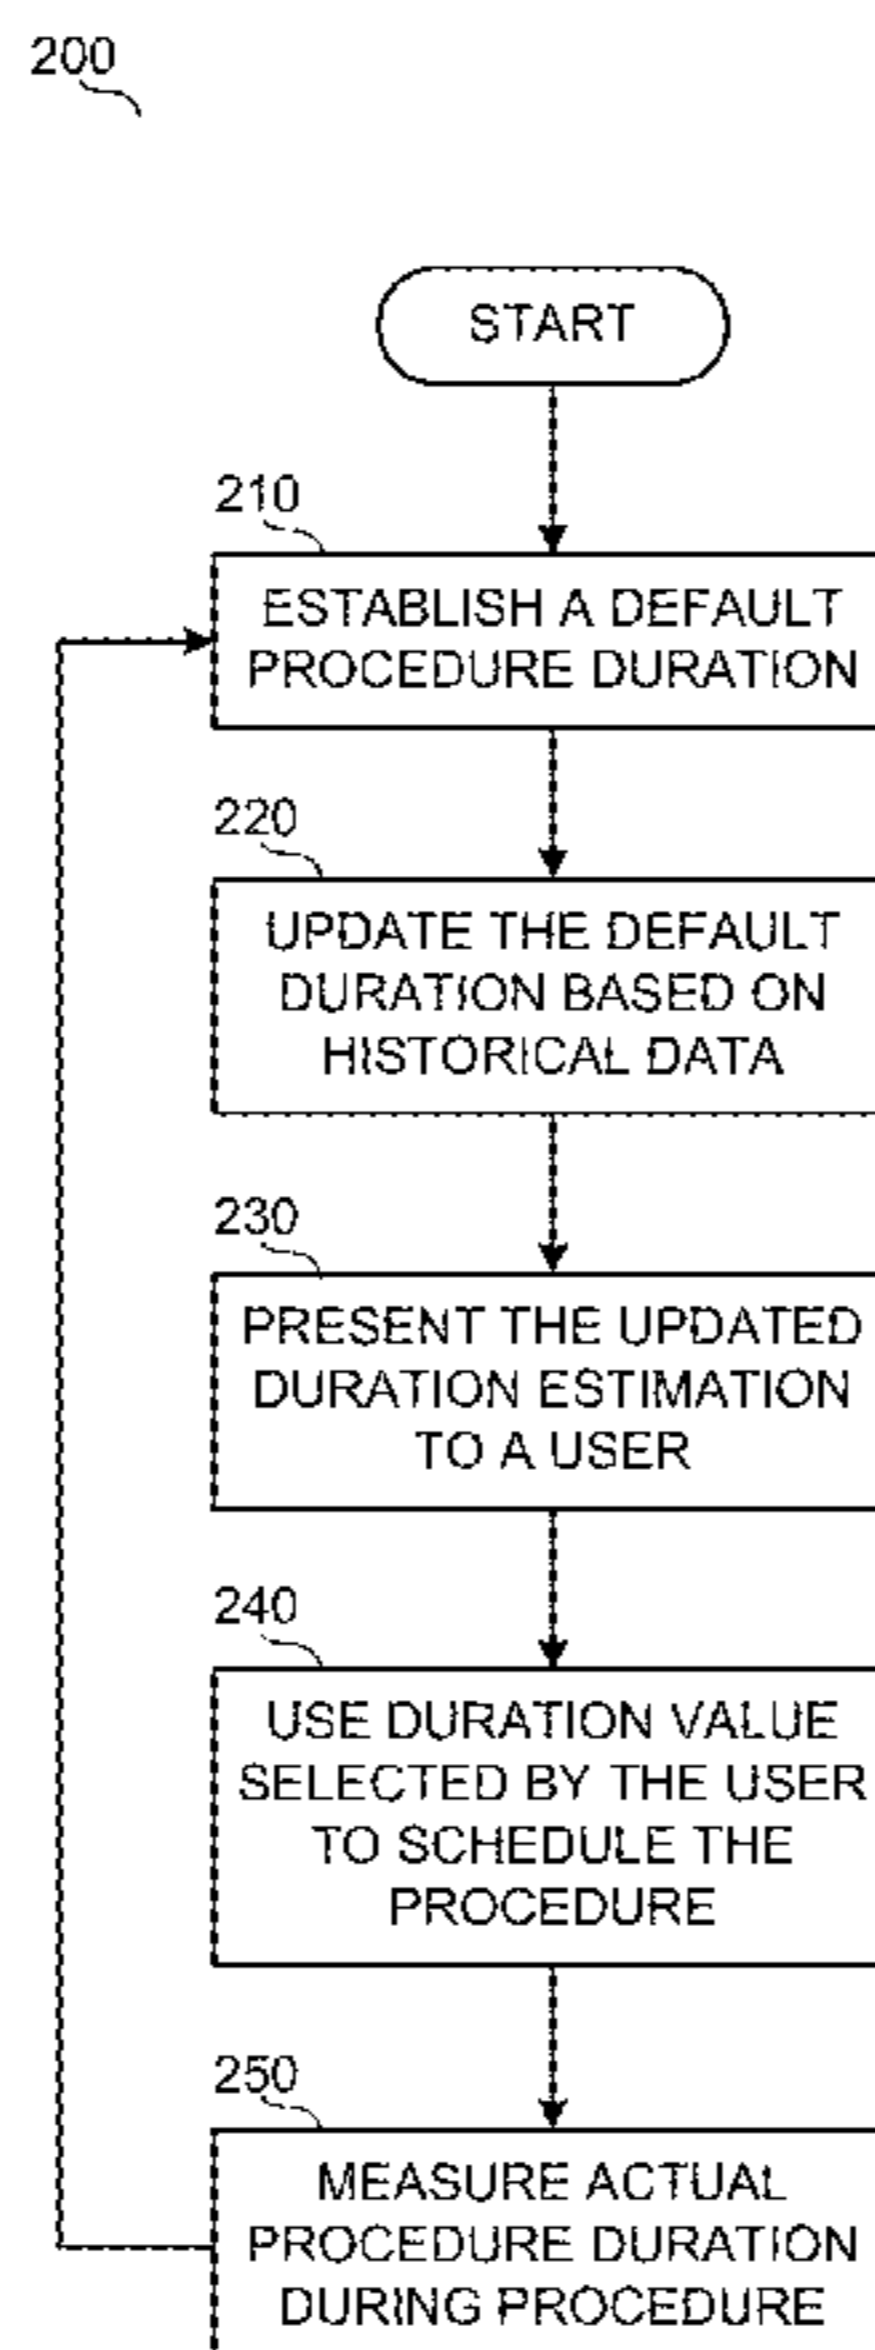 200
START
210
ESTABLISH A DEFAULT
PROCEDURE DURATION
220
UPDATE THE DEFAULT
DURATION BASED ON
HISTORICAL DATA
230
PRESENT THE UPDATED
DURATION ESTIMATION
TO A USER
240
USE DURATION VALUE
SELECTED BY THE USER
TO SCHEDULE THE
PROCEDURE
250
MEASURE ACTUAL
PROCEDURE DURATION
DURING PROCEDURE